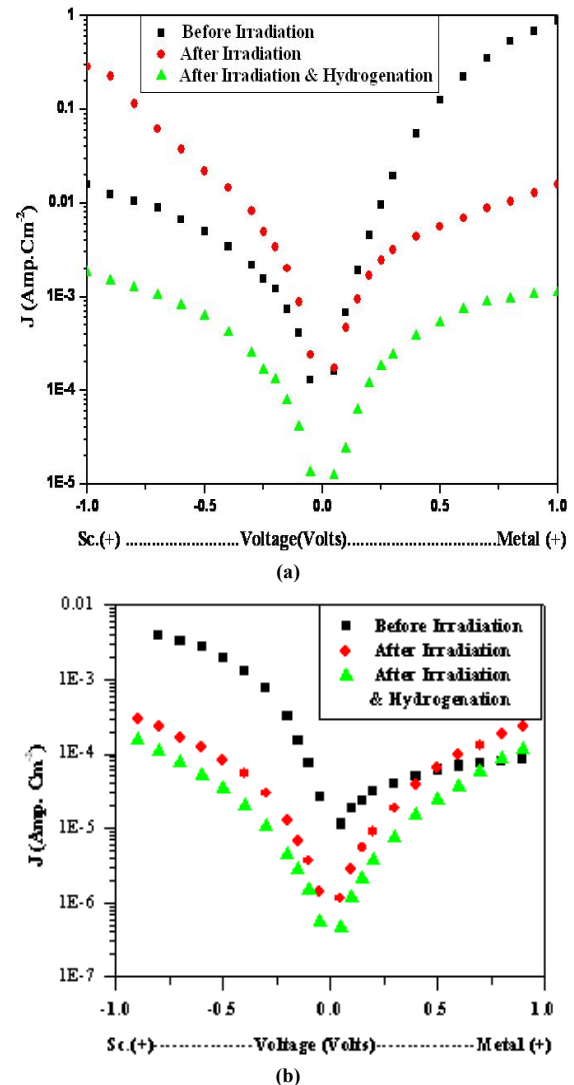 1
Before Irradiation
After Irradiation
After Irradiation & Hydrogenation
0.1
0.01
1E-3
1E-4
1E-5
J (Amp.Cm-2)
-1.0 -0.5 0.0 0.5 1.0
Sc.(+) ........................Voltage(Volts)................................ Metal (+)
(a)
0.01
Before Irradiation
After Irradiation
After Irradiation
& Hydrogenation
1E-3
1E-4
1E-5
1E-6
1E-7
J (Amp. Cm-2)
-1.0 -0.5 0.0 0.5 1.0
Sc.(+)---------------Voltage (Volts)----------------Metal (+)
(b)